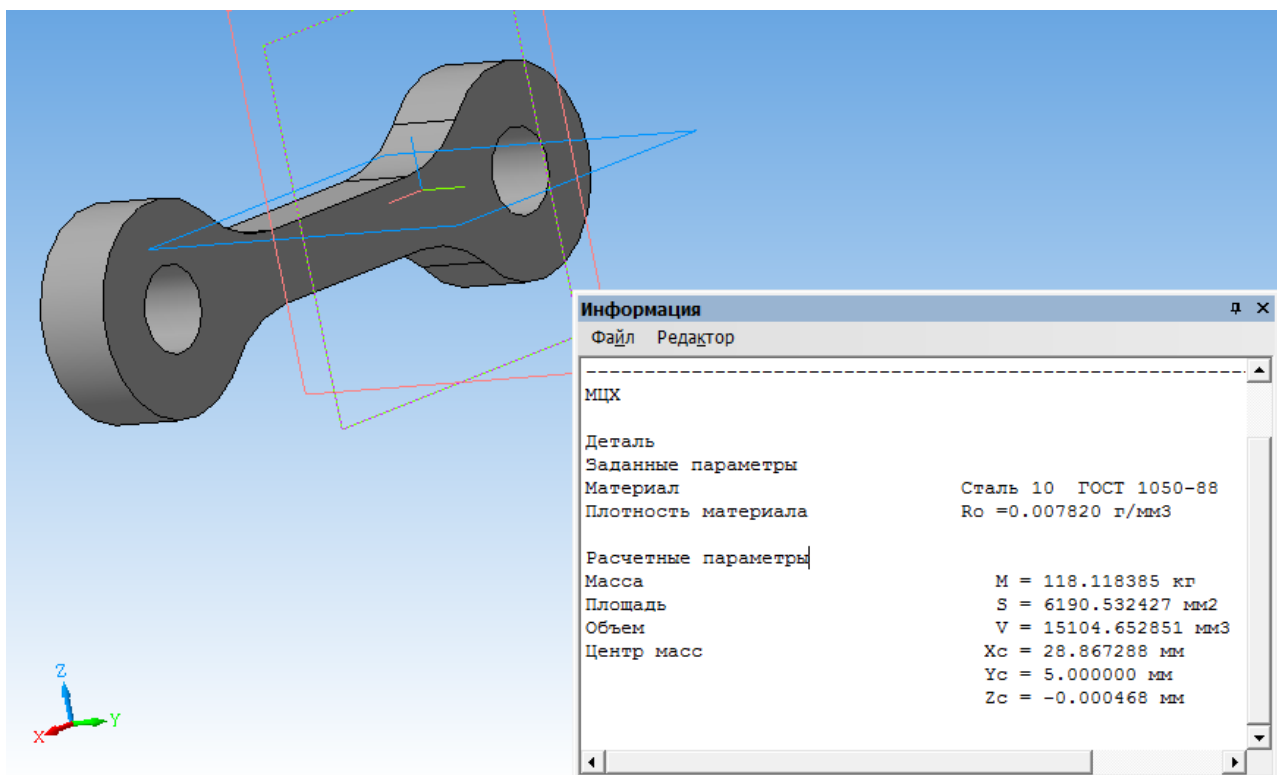 Информация
Файл Редактор
--------------------------------------------------------
МЦХ
Деталь
Заданные параметры
Материал Сталь 10 ГОСТ 1050-88
Плотность материала Ro =0.007820 г/мм3
Расчетные параметры
Масса M = 118.118385 кг
Площадь S = 6190.532427 мм2
Объем V = 15104.652851 мм3
Центр масс Xc = 28.867288 мм
Yc = 5.000000 мм
Zc = -0.000468 мм
Z
Y
X